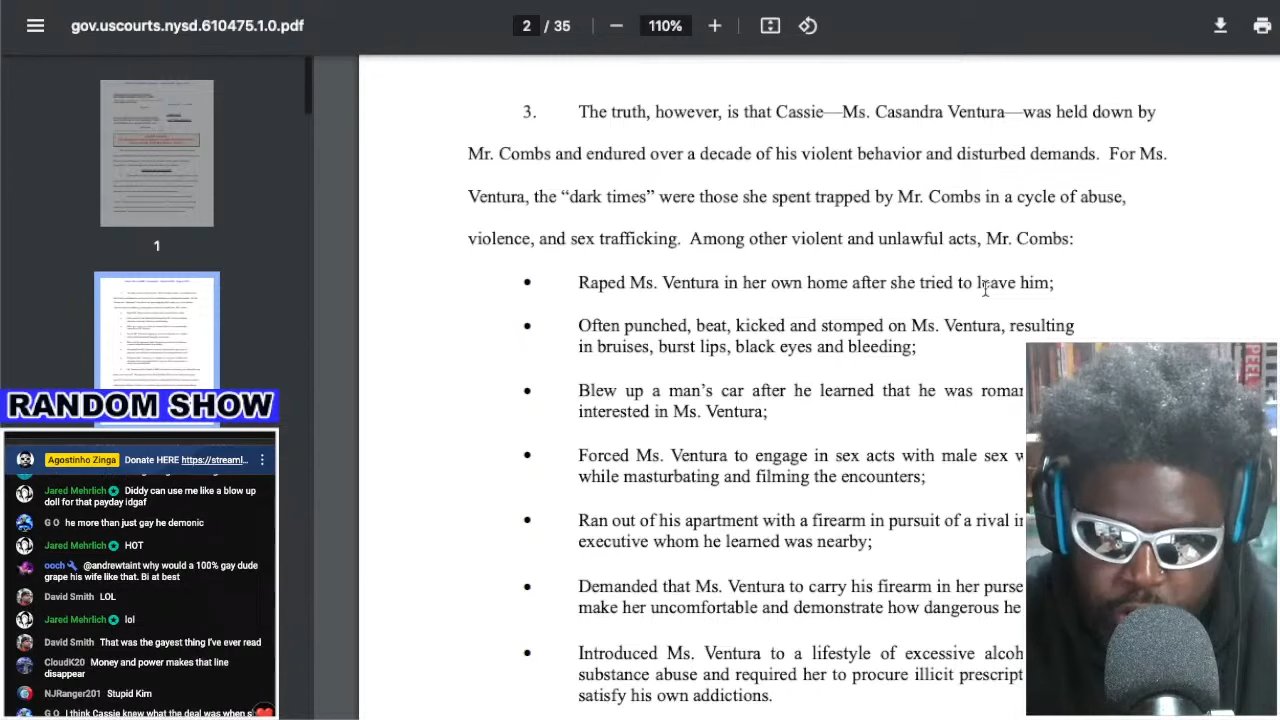 gov.uscourts.nysd.610475.1.0.pdf
2 / 35
110%
3. The truth, however, is that Cassie—Ms. Casandra Ventura—was held down by
Mr. Combs and endured over a decade of his violent behavior and disturbed demands. For Ms.
Ventura, the “dark times” were those she spent trapped by Mr. Combs in a cycle of abuse,
violence, and sex trafficking. Among other violent and unlawful acts, Mr. Combs:
• Raped Ms. Ventura in her own home after she tried to leave him;
• Often punched, beat, kicked and stomped on Ms. Ventura, resulting
in bruises, burst lips, black eyes and bleeding;
• Blew up a man’s car after he learned that he was
interested in Ms. Ventura;
• Forced Ms. Ventura to engage in sex acts with male sex
while masturbating and filming the encounters;
• Ran out of his apartment with a firearm in pursuit of a rival
executive whom he learned was nearby;
• Demanded that Ms. Ventura to carry his firearm in her purse
make her uncomfortable and demonstrate how dangerous he
• Introduced Ms. Ventura to a lifestyle of excessive
substance abuse and required her to procure illicit
satisfy his own addictions.
1
RANDOM SHOW
Agostinho Zinga Donate HERE https://streaml...
Jared Mehrlich Diddy can use me like a blow up
doll for that payday idgaf
G O he more than just gay he demonic
Jared Mehrlich HOT
ooch @andrewtaint why would a 100% gay dude
grape his wife like that. Bi at best
David Smith LOL
Jared Mehrlich lol
David Smith That was the gayest thing I've ever read
CloudK20 Money and power makes that line
disappear
NJRanger201 Stupid Kim
G O I think Cassie knew what the deal was when